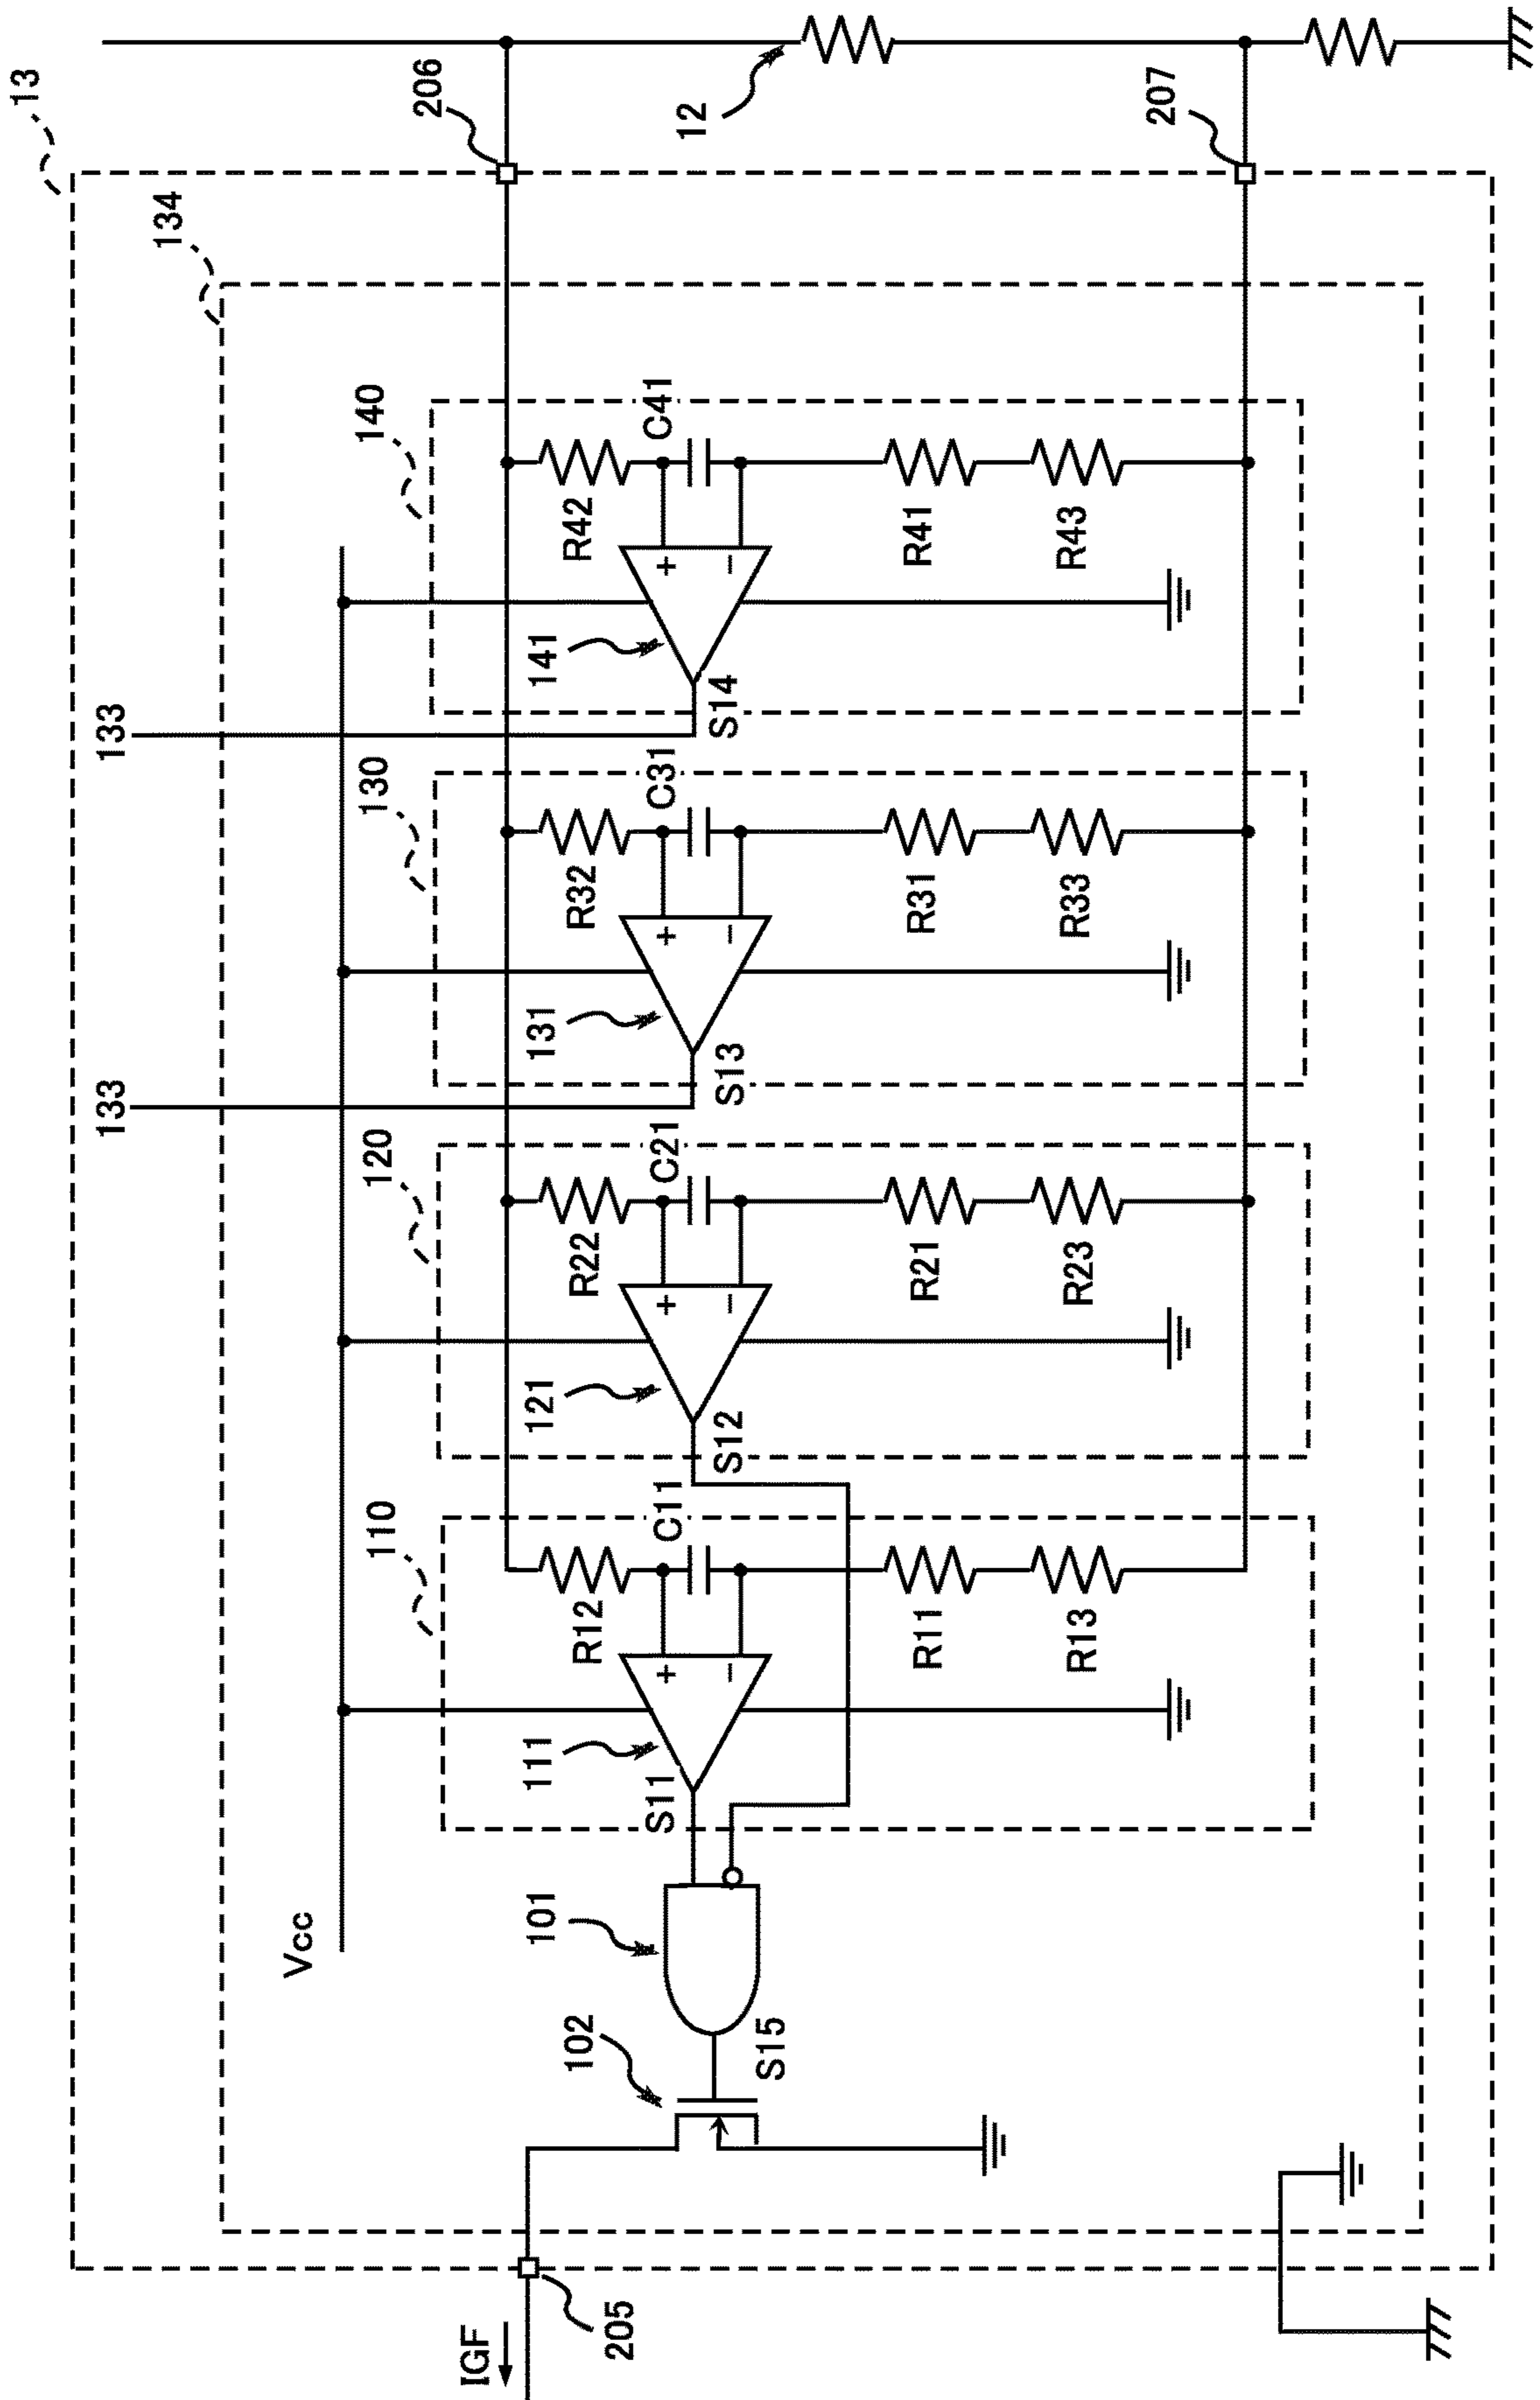 13
134
206
12
207
140
R42
C41
R41
R43
+
−
141
S14
133
130
R32
C31
R31
R33
+
−
131
S13
133
120
R22
C21
R21
R23
+
−
121
S12
110
R12
C11
R11
R13
+
−
111
S11
Vcc
101
102
S15
205
IGF